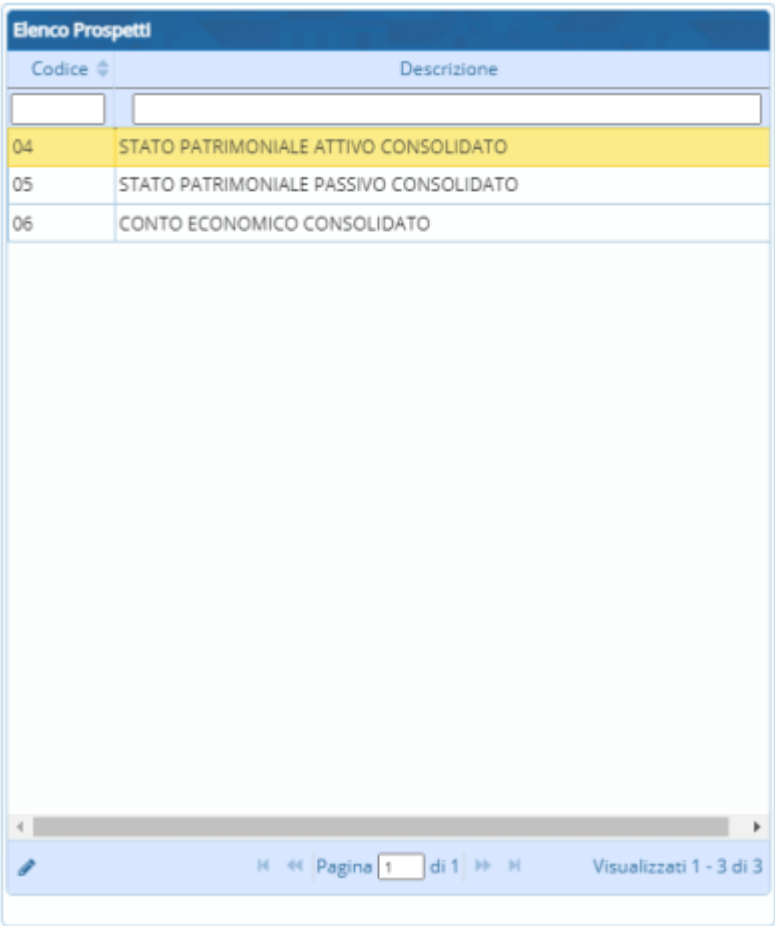 Elenco Prospetti
Codice Descrizione
04 STATO PATRIMONIALE ATTIVO CONSOLIDATO
05 STATO PATRIMONIALE PASSIVO CONSOLIDATO
06 CONTO ECONOMICO CONSOLIDATO
Pagina 1 di 1 Visualizzati 1 - 3 di 3